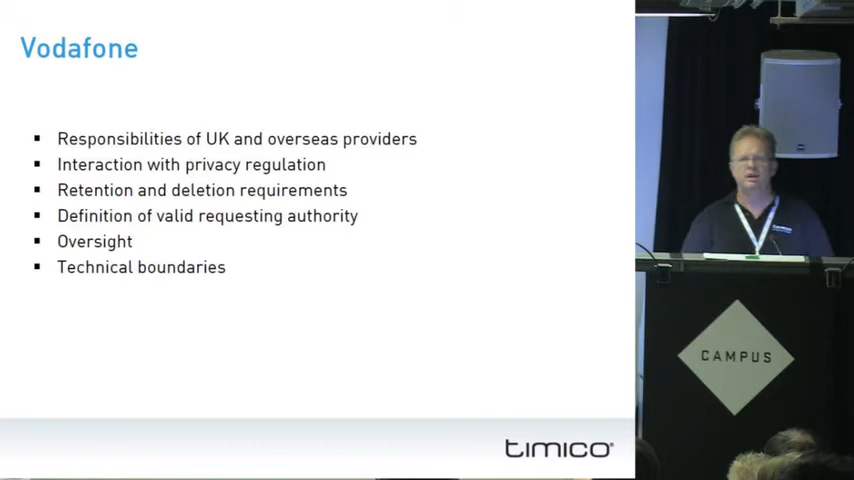 Vodafone
Responsibilities of UK and overseas providers
Interaction with privacy regulation
Retention and deletion requirements
Definition of valid requesting authority
Oversight
Technical boundaries
timico
CAMPUS